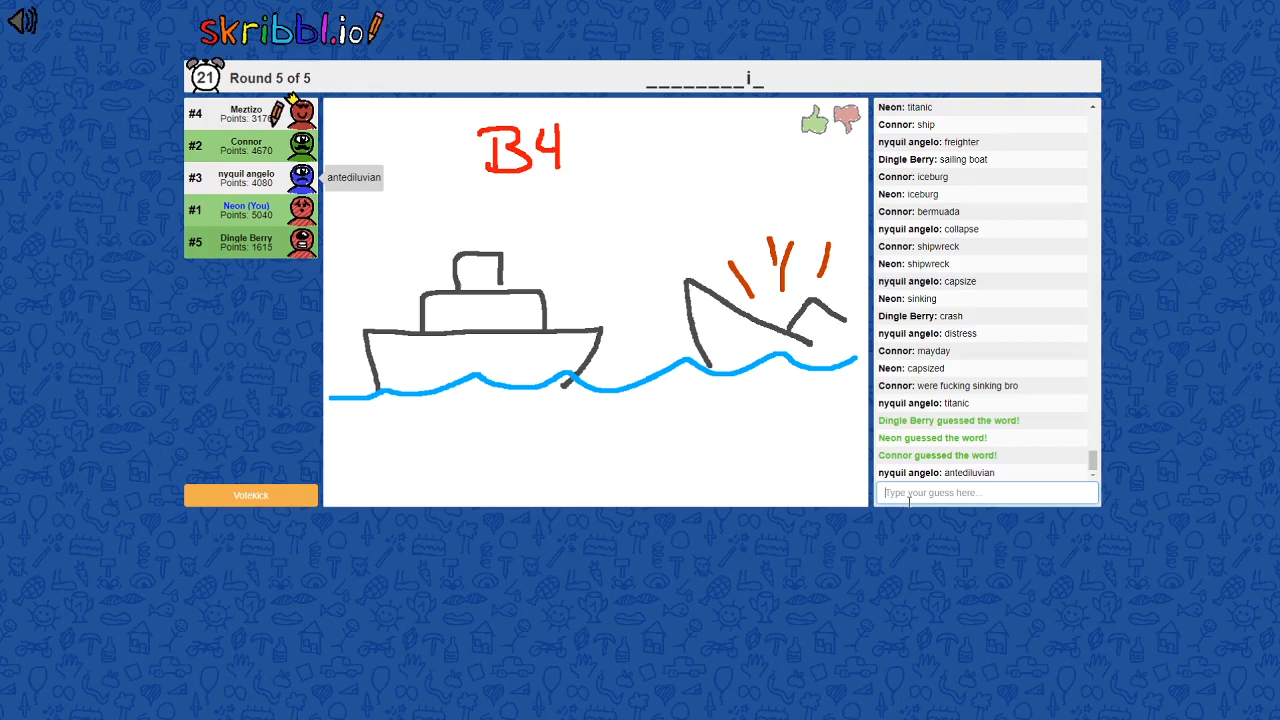 skribbl.io!
21 Round 5 of 5 ________i_
#4 Meztizo
Points: 3176
#2 Connor
Points: 4670
#3 nyquil angelo
Points: 4080
antediluvian
#1 Neon (You)
Points: 5040
#5 Dingle Berry
Points: 1615
Votekick
B4
Neon: titanic
Connor: ship
nyquil angelo: freighter
Dingle Berry: sailing boat
Connor: iceburg
Neon: iceburg
Connor: bermuada
nyquil angelo: collapse
Connor: shipwreck
Neon: shipwreck
nyquil angelo: capsize
Neon: sinking
Dingle Berry: crash
nyquil angelo: distress
Connor: mayday
Neon: capsized
Connor: were fucking sinking bro
nyquil angelo: titanic
Dingle Berry guessed the word!
Neon guessed the word!
Connor guessed the word!
nyquil angelo: antediluvian
Type your guess here...